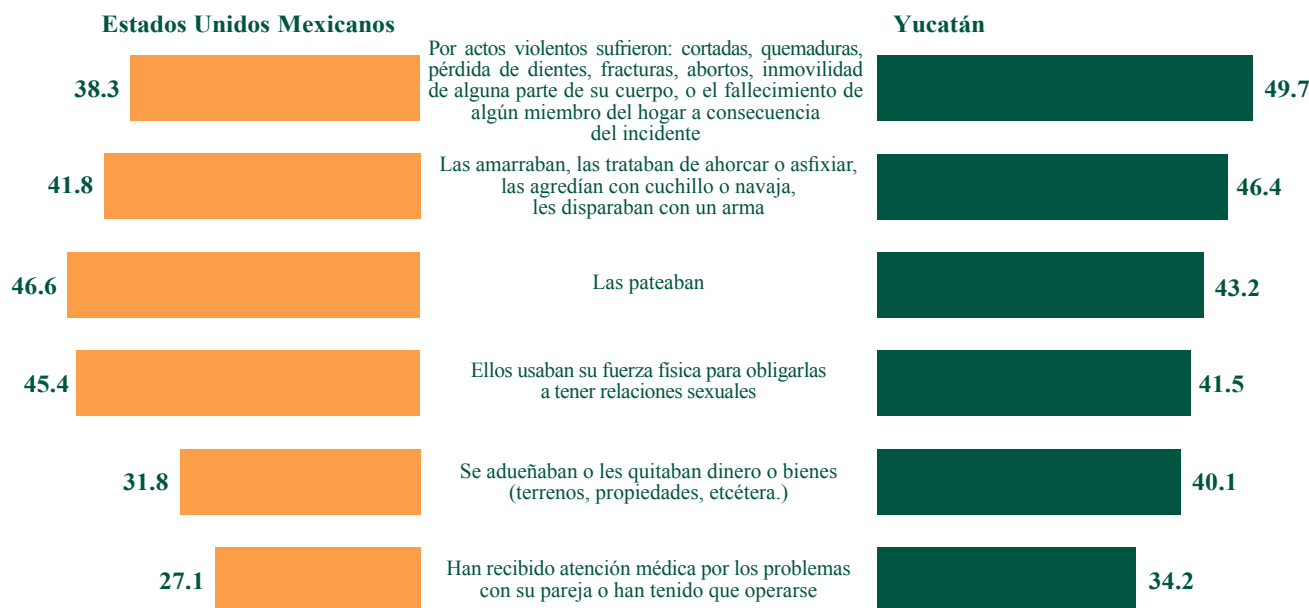 Estados Unidos Mexicanos
Yucatán
38.3
Por actos violentos sufrieron: cortadas, quemaduras,
pérdida de dientes, fracturas, abortos, inmovilidad
de alguna parte de su cuerpo, o el fallecimiento de
algún miembro del hogar a consecuencia
del incidente
49.7
41.8
Las amarraban, las trataban de ahorcar o asfixiar,
las agredían con cuchillo o navaja,
les disparaban con un arma
46.4
46.6
Las pateaban
43.2
45.4
Ellos usaban su fuerza física para obligarlas
a tener relaciones sexuales
41.5
31.8
Se adueñaban o les quitaban dinero o bienes
(terrenos, propiedades, etcétera.)
40.1
27.1
Han recibido atención médica por los problemas
con su pareja o han tenido que operarse
34.2